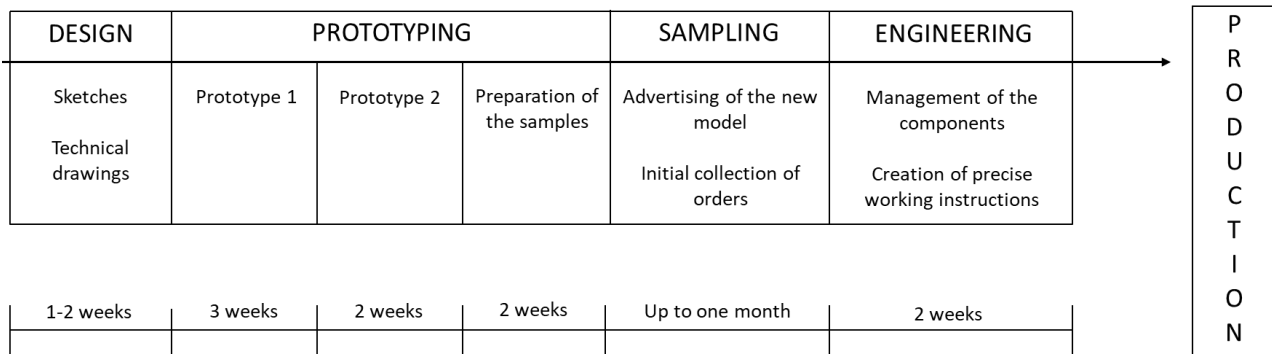 DESIGN
PROTOTYPING
SAMPLING
ENGINEERING
Sketches
Technical
drawings
Prototype 1
Prototype 2
Preparation of
the samples
Advertising of the new
model
Initial collection of
orders
Management of the
components
Creation of precise
working instructions
1-2 weeks
3 weeks
2 weeks
2 weeks
Up to one month
2 weeks
PRODUCTION